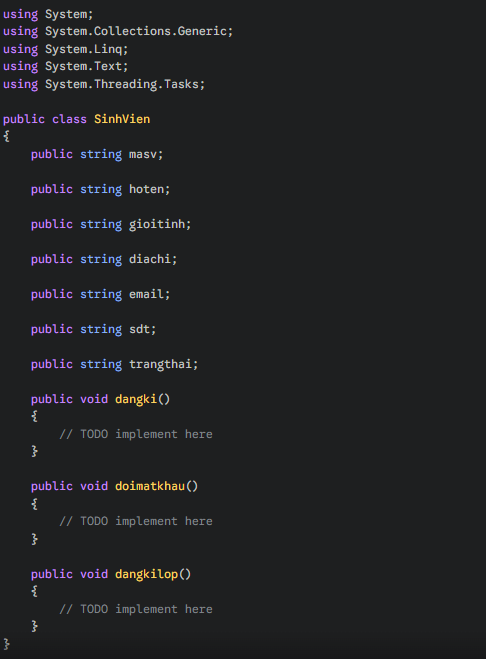 using System;
using System.Collections.Generic;
using System.Linq;
using System.Text;
using System.Threading.Tasks;
public class SinhVien
{
    public string masv;
    public string hoten;
    public string gioitinh;
    public string diachi;
    public string email;
    public string sdt;
    public string trangthai;
    public void dangki()
    {
        // TODO implement here
    }
    public void doimatkhau()
    {
        // TODO implement here
    }
    public void dangkilop()
    {
        // TODO implement here
    }
}